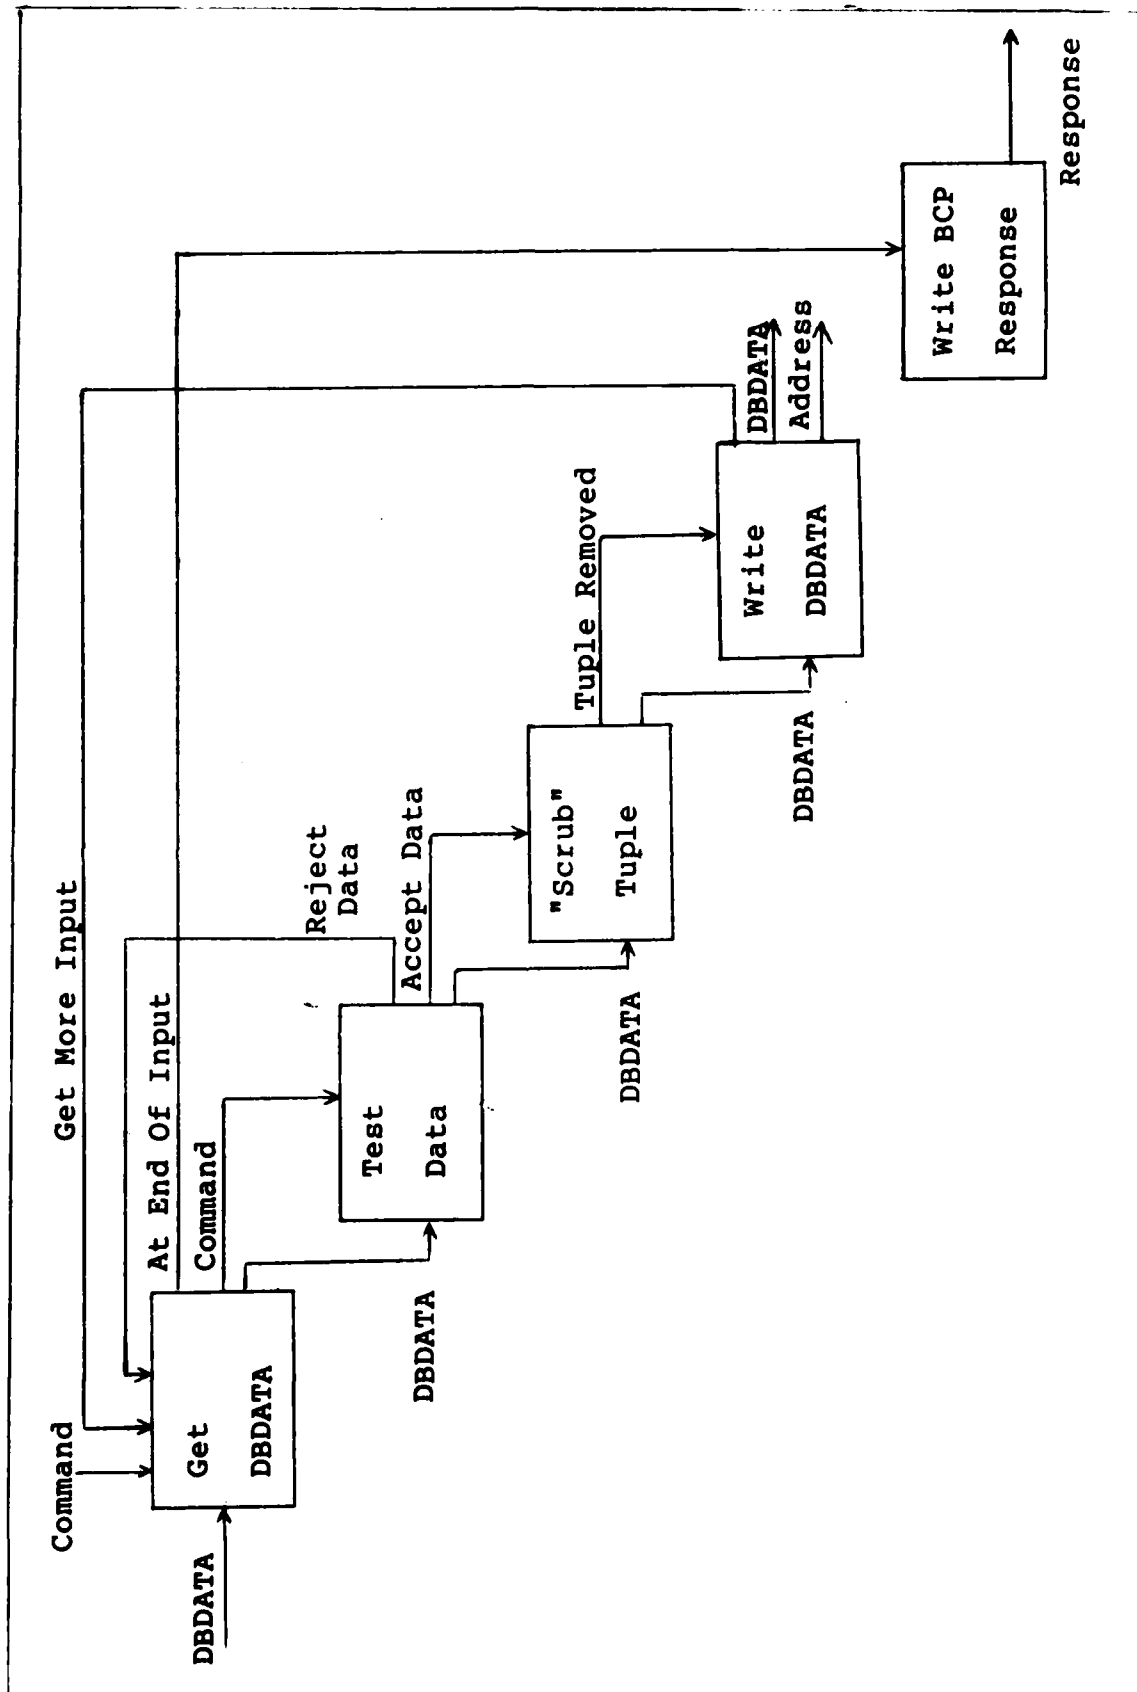 Command
Get More Input
DBDATA
Get
DBDATA
At End Of Input
Command
Reject
Data
DBDATA
Test
Data
Accept Data
DBDATA
"Scrub"
Tuple
Tuple Removed
DBDATA
Write
DBDATA
DBDATA
Address
Write BCP
Response
Response